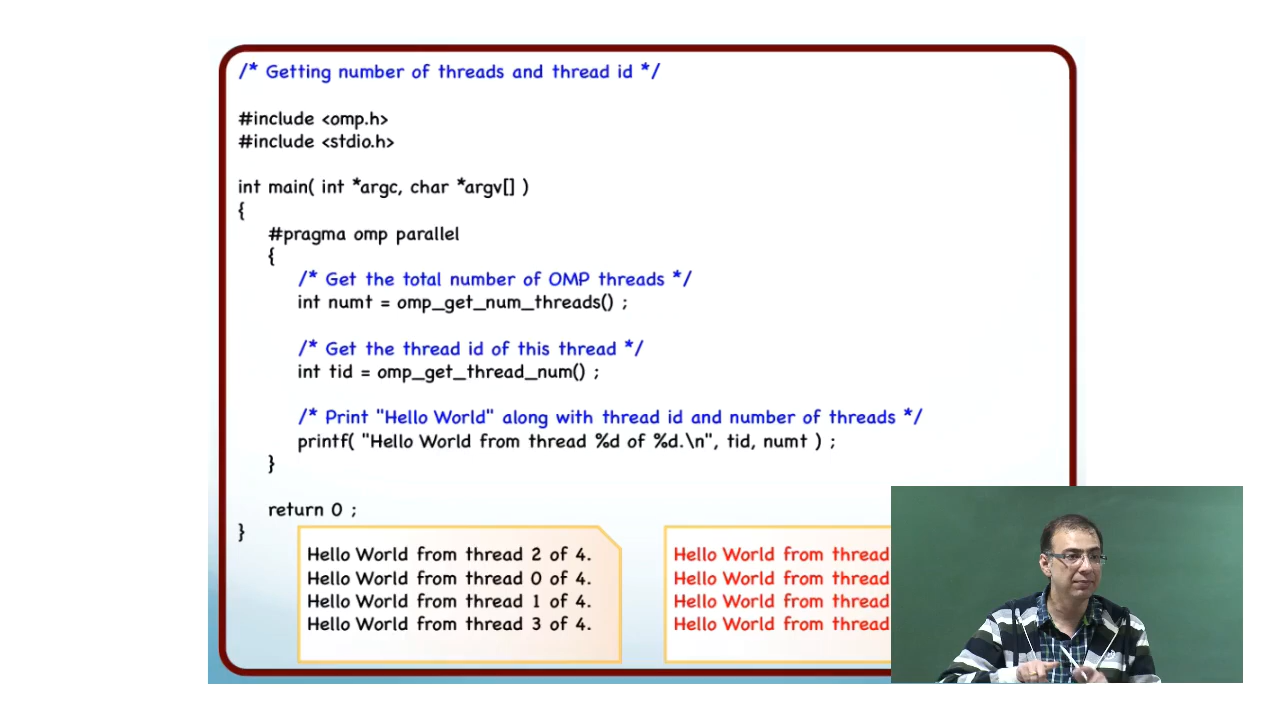 /* Getting number of threads and thread id */
#include <omp.h>
#include <stdio.h>
int main( int *argc, char *argv[] )
{
#pragma omp parallel
{
/* Get the total number of OMP threads */
int numt = omp_get_num_threads() ;
/* Get the thread id of this thread */
int tid = omp_get_thread_num() ;
/* Print "Hello World" along with thread id and number of threads */
printf( "Hello World from thread %d of %d.\n", tid, numt ) ;
}
return 0 ;
}
Hello World from thread 2 of 4.
Hello World from thread 0 of 4.
Hello World from thread 1 of 4.
Hello World from thread 3 of 4.
Hello World from thread
Hello World from thread
Hello World from thread
Hello World from thread